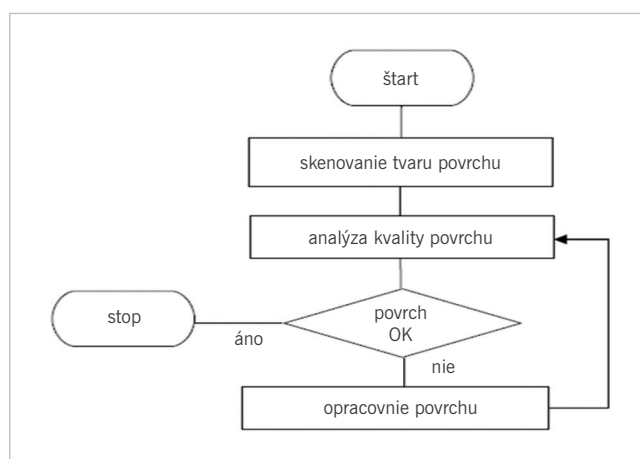 štart
skenovanie tvaru povrchu
analýza kvality povrchu
povrch
OK
stop
áno
nie
opracovnie povrchu